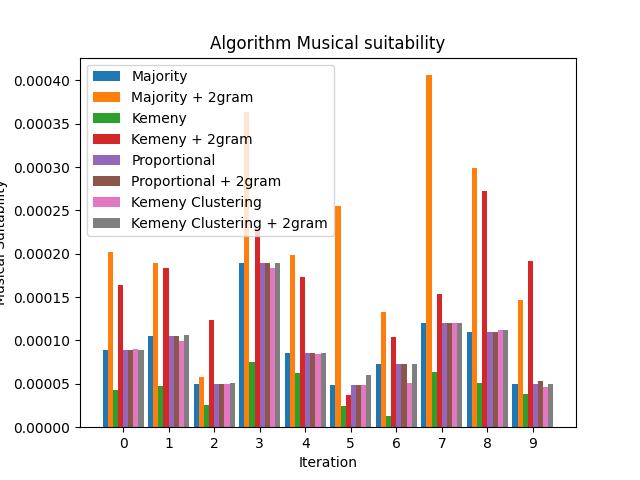 Algorithm Musical suitability
0.00040
0.00035
0.00030
0.00025
0.00020
0.00015
0.00010
0.00005
0.00000
Majority
Majority + 2gram
Kemeny
Kemeny + 2gram
Proportional
Proportional + 2gram
Kemeny Clustering
Kemeny Clustering + 2gram
0 1 2 3 4 5 6 7 8 9
Iteration